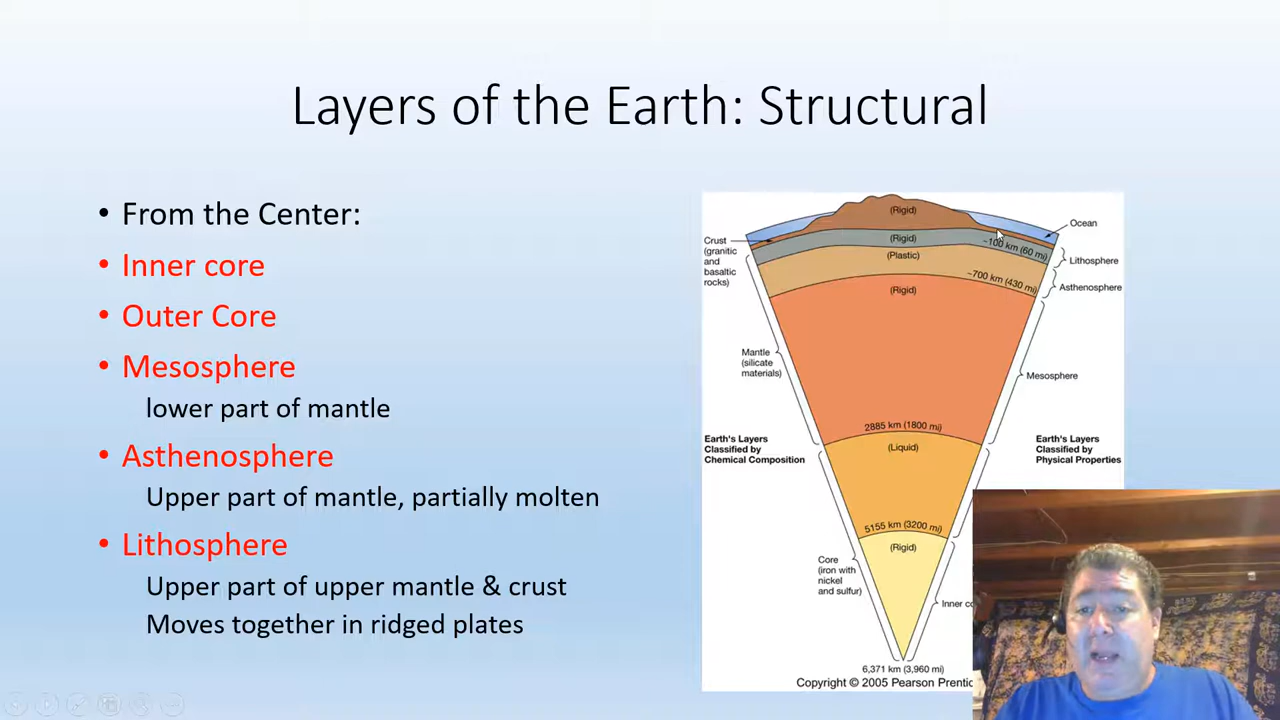 Layers of the Earth: Structural
• From the Center:
• Inner core
• Outer Core
• Mesosphere
lower part of mantle
• Asthenosphere
Upper part of mantle, partially molten
• Lithosphere
Upper part of upper mantle & crust
Moves together in ridged plates
(Rigid)
Ocean
Crust
(granitic
and
basaltic
rocks)
(Rigid)
~100 km (60 mi)
(Plastic)
Lithosphere
~700 km (430 mi)
Asthenosphere
(Rigid)
Mantle
(silicate
materials)
Mesosphere
2885 km (1800 mi)
Earth's Layers
Classified by
Chemical Composition
(Liquid)
Earth's Layers
Classified by
Physical Properties
5155 km (3200 mi)
(Rigid)
Core
(iron with
nickel
and sulfur)
Inner
6,371 km (3,960 mi)
Copyright © 2005 Pearson